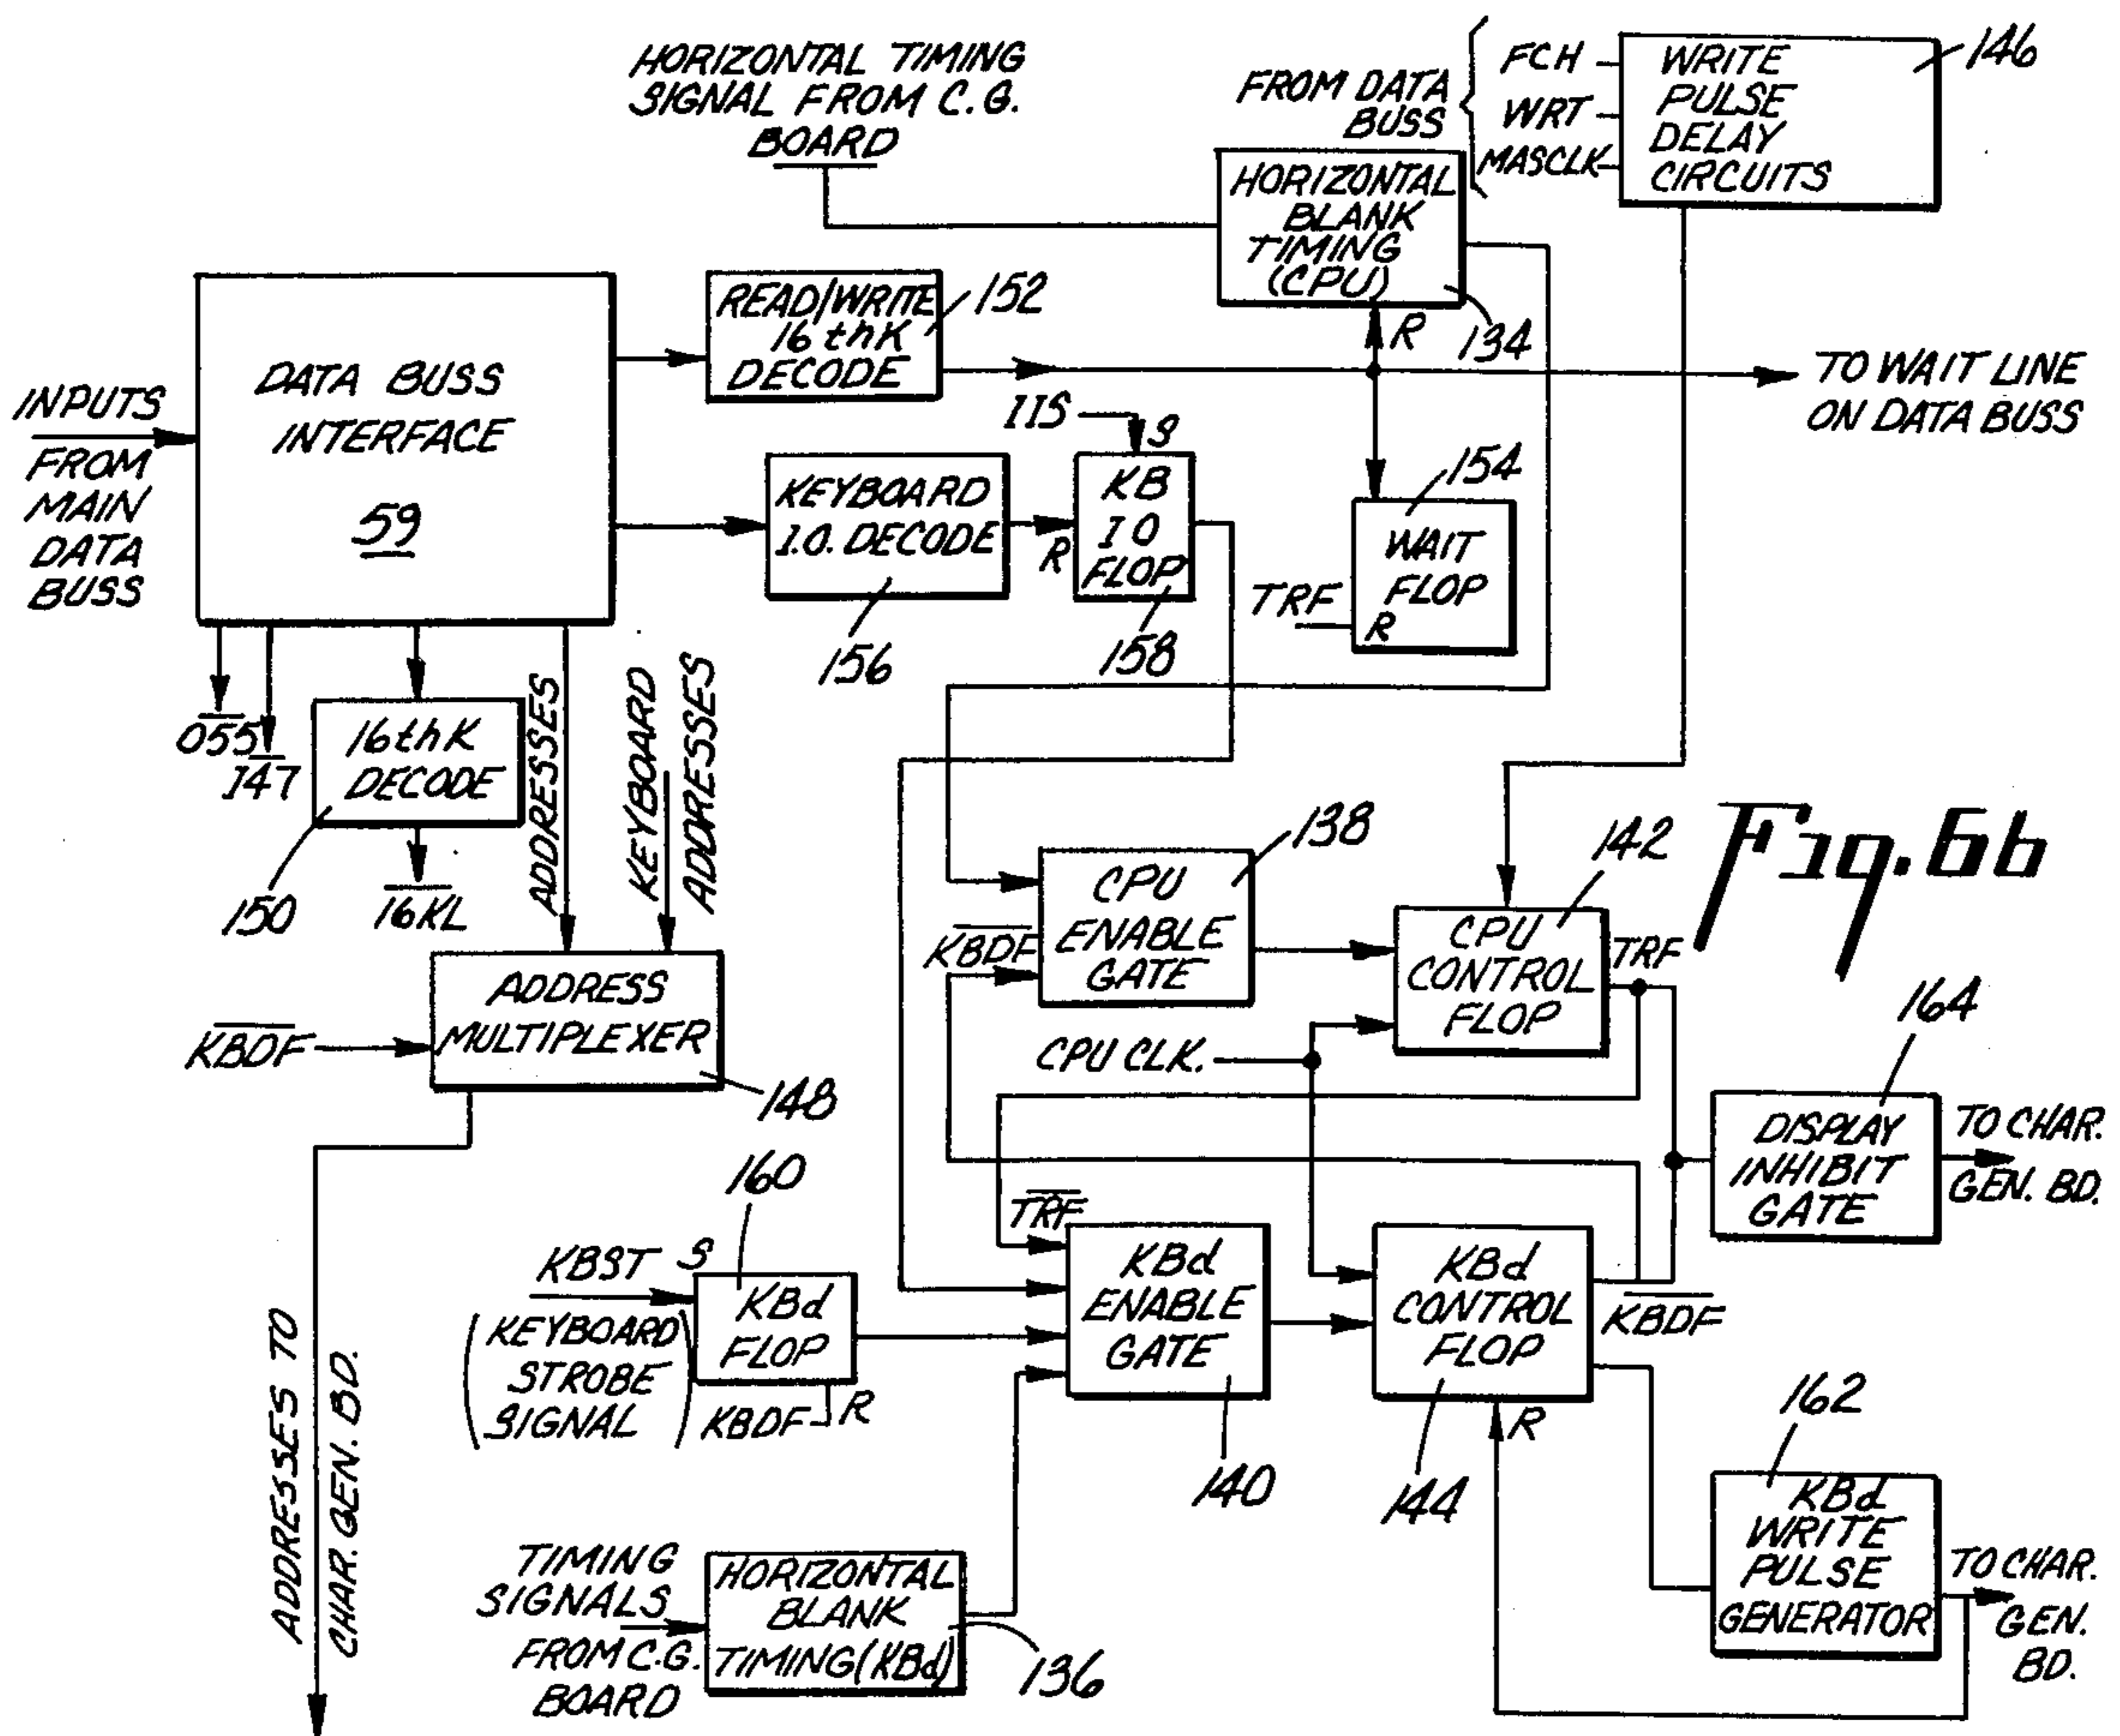 HORIZONTAL TIMING
SIGNAL FROM C.G.
BOARD
FROM DATA
BUSS
FCH
WRT
MASCLK
WRITE
PULSE
DELAY
CIRCUITS
146
HORIZONTAL
BLANK
TIMING
(CPU)
134
R
READ/WRITE
16thK
DECODE
152
INPUTS
FROM
MAIN
DATA
BUSS
DATA BUSS
INTERFACE
59
TO WAIT LINE
ON DATA BUSS
IIS
S
KEYBOARD
I.O. DECODE
156
R
KB
IO
FLOP
158
154
WAIT
FLOP
TRF
R
O55
I47
16thK
DECODE
150
16KL
ADDRESSES
KEYBOARD
ADDRESSES
Fig. 6b
138
CPU
ENABLE
GATE
KBDF
142
CPU
CONTROL
FLOP
TRF
KBDF
ADDRESS
MULTIPLEXER
148
CPU CLK.
164
DISPLAY
INHIBIT
GATE
TO CHAR.
GEN. BD.
160
KBST
S
(KEYBOARD
STROBE
SIGNAL)
KBd
FLOP
KBDF
R
TRF
KBd
ENABLE
GATE
140
KBd
CONTROL
FLOP
144
KBDF
R
162
KBd
WRITE
PULSE
GENERATOR
TO CHAR.
GEN.
BD.
ADDRESSES TO
CHAR. GEN. BD.
TIMING
SIGNALS
FROM C.G.
BOARD
HORIZONTAL
BLANK
TIMING (KBd)
136